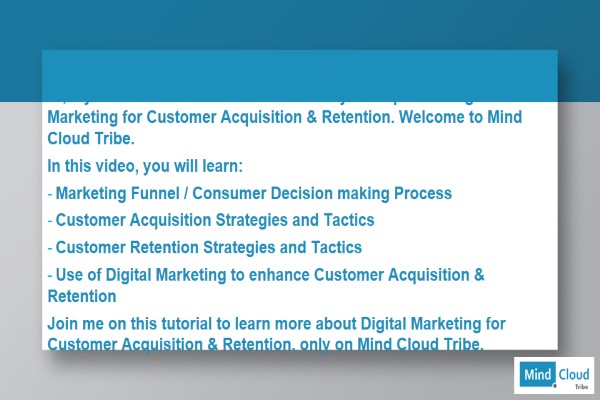 Marketing for Customer Acquisition & Retention. Welcome to Mind
Cloud Tribe.
In this video, you will learn:
- Marketing Funnel / Consumer Decision making Process
- Customer Acquisition Strategies and Tactics
- Customer Retention Strategies and Tactics
- Use of Digital Marketing to enhance Customer Acquisition &
Retention
Join me on this tutorial to learn more about Digital Marketing for
Customer Acquisition & Retention, only on Mind Cloud Tribe.
Mind Cloud
Tribe